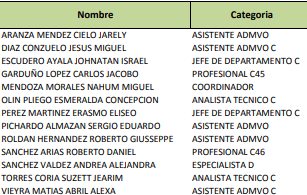 Nombre Categoria
ARANZA MENDEZ CIELO JARELY ASISTENTE ADMVO
DIAZ CONZUELO JESUS MIGUEL ASISTENTE ADMVO C
ESCUDERO AYALA JOHNATAN ISRAEL JEFE DE DEPARTAMENTO C
GARDUÑO LOPEZ CARLOS JACOBO PROFESIONAL C45
MENDOZA MORALES NAHUM MIGUEL COORDINADOR
OLIN PLIEGO ESMERALDA CONCEPCION ANALISTA TECNICO C
PEREZ MARTINEZ ERASMO ELISEO JEFE DE DEPARTAMENTO C
PICHARDO ALMAZAN SERGIO EDUARDO ASISTENTE ADMVO
ROLDAN HERNANDEZ ROBERTO GIUSSEPPE ASISTENTE ADMVO
SANCHEZ ARIAS ROBERTO DANIEL PROFESIONAL C46
SANCHEZ VALDEZ ANDREA ALEJANDRA ESPECIALISTA D
TORRES CORIA SUZETT JEARIM ANALISTA TECNICO C
VIEYRA MATIAS ABRIL ALEXA ASISTENTE ADMVO C